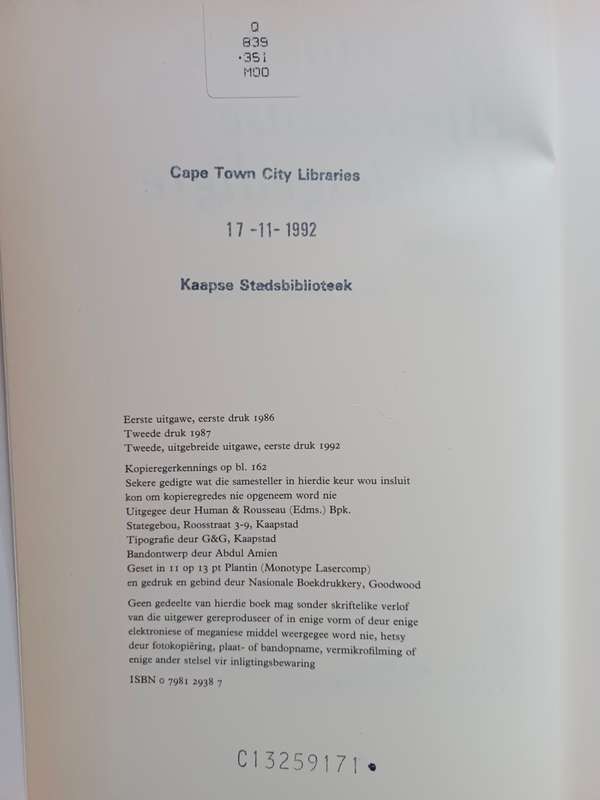 Q
839
.351
MOO
Cape Town City Libraries
17-11-1992
Kaapse Stadsbiblioteek
Eerste uitgawe, eerste druk 1986
Tweede druk 1987
Tweede, uitgebreide uitgawe, eerste druk 1992
Kopieregerkennings op bl. 162
Sekere gedigte wat die samesteller in hierdie keur wou insluit
kon om kopieregredes nie opgeneem word nie
Uitgegee deur Human & Rousseau (Edms.) Bpk.
Stategebou, Roosstraat 3-9, Kaapstad
Tipografie deur G&G, Kaapstad
Bandontwerp deur Abdul Amien
Geset in 11 op 13 pt Plantin (Monotype Lasercomp)
en gedruk en gebind deur Nasionale Boekdrukkery, Goodwood
Geen gedeelte van hierdie boek mag sonder skriftelike verlof
van die uitgewer gereproduseer of in enige vorm of deur enige
elektroniese of meganiese middel weergegee word nie, hetsy
deur fotokopiëring, plaat- of bandopname, vermikrofilming of
enige ander stelsel vir inligtingsbewaring
ISBN 0 7981 2938 7
C13259171